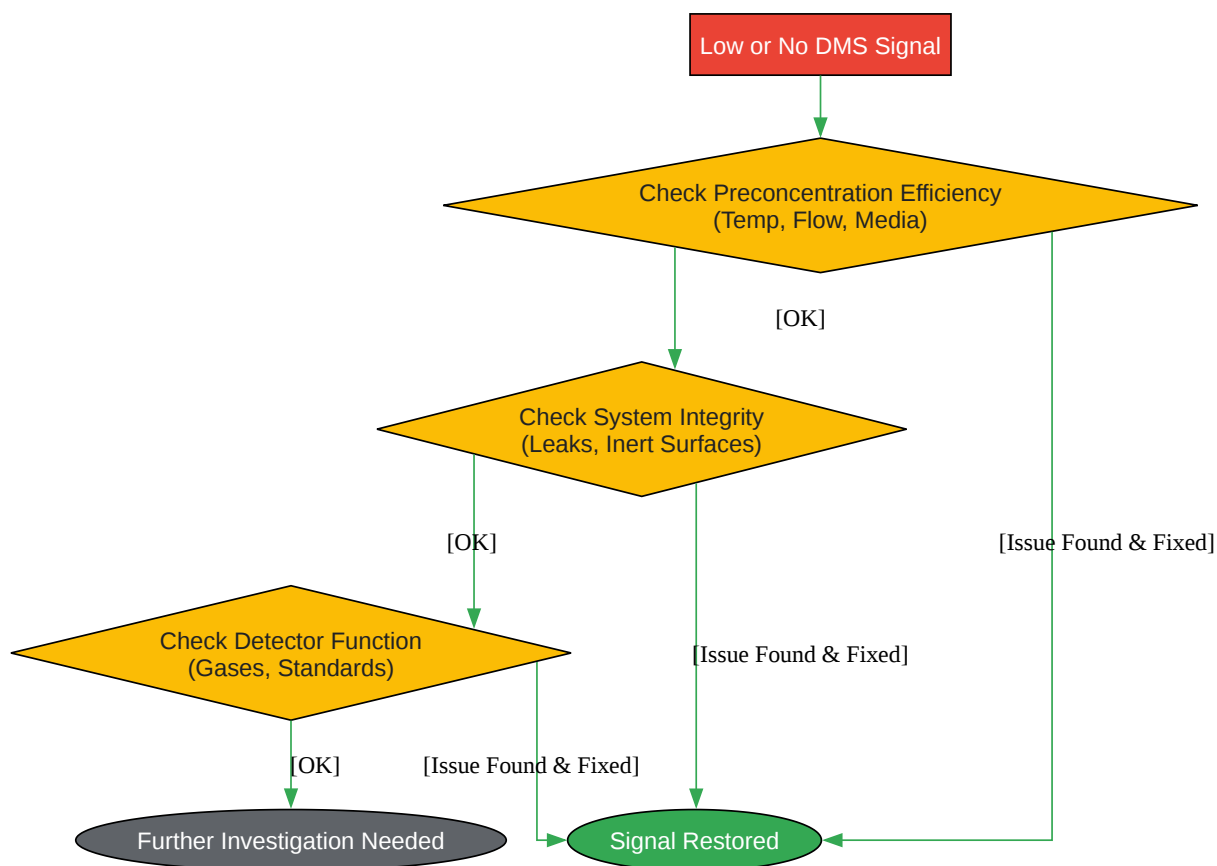 Low or No DMS Signal
Check Preconcentration Efficiency
(Temp, Flow, Media)
[OK]
Check System Integrity
(Leaks, Inert Surfaces)
[OK]
[Issue Found & Fixed]
Check Detector Function
(Gases, Standards)
[Issue Found & Fixed]
[OK]
[Issue Found & Fixed]
Further Investigation Needed
Signal Restored